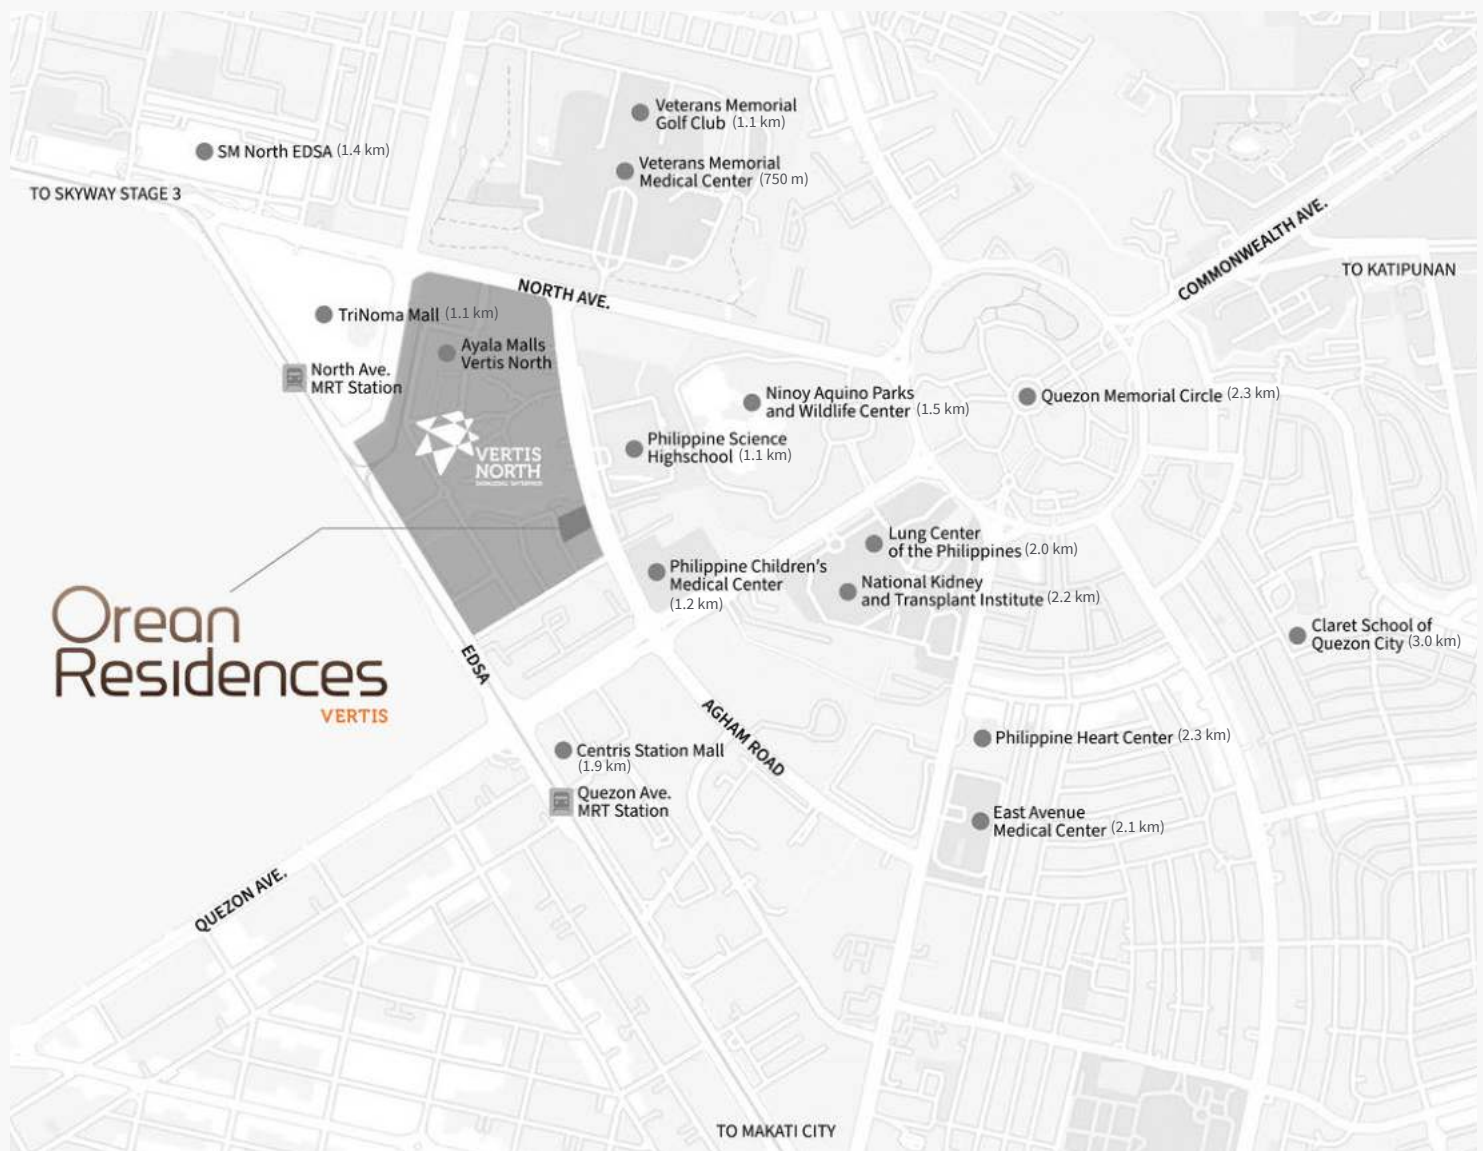 Veterans Memorial
Golf Club (1.1 km)
SM North EDSA (1.4 km)
Veterans Memorial
Medical Center (750 m)
TO SKYWAY STAGE 3
COMMONWEALTH AVE.
TO KATIPUNAN
NORTH AVE.
TriNoma Mall (1.1 km)
Ayala Malls
Vertis North
North Ave.
MRT Station
Ninoy Aquino Parks
and Wildlife Center (1.5 km)
Quezon Memorial Circle (2.3 km)
Philippine Science
Highschool (1.1 km)
VERTIS
NORTH
Lung Center
of the Philippines (2.0 km)
Philippine Children's
Medical Center
(1.2 km)
National Kidney
and Transplant Institute (2.2 km)
Orean
Residences
VERTIS
Claret School of
Quezon City (3.0 km)
EDSA
AGHAM ROAD
Philippine Heart Center (2.3 km)
Centris Station Mall
(1.9 km)
Quezon Ave.
MRT Station
East Avenue
Medical Center (2.1 km)
QUEZON AVE.
TO MAKATI CITY